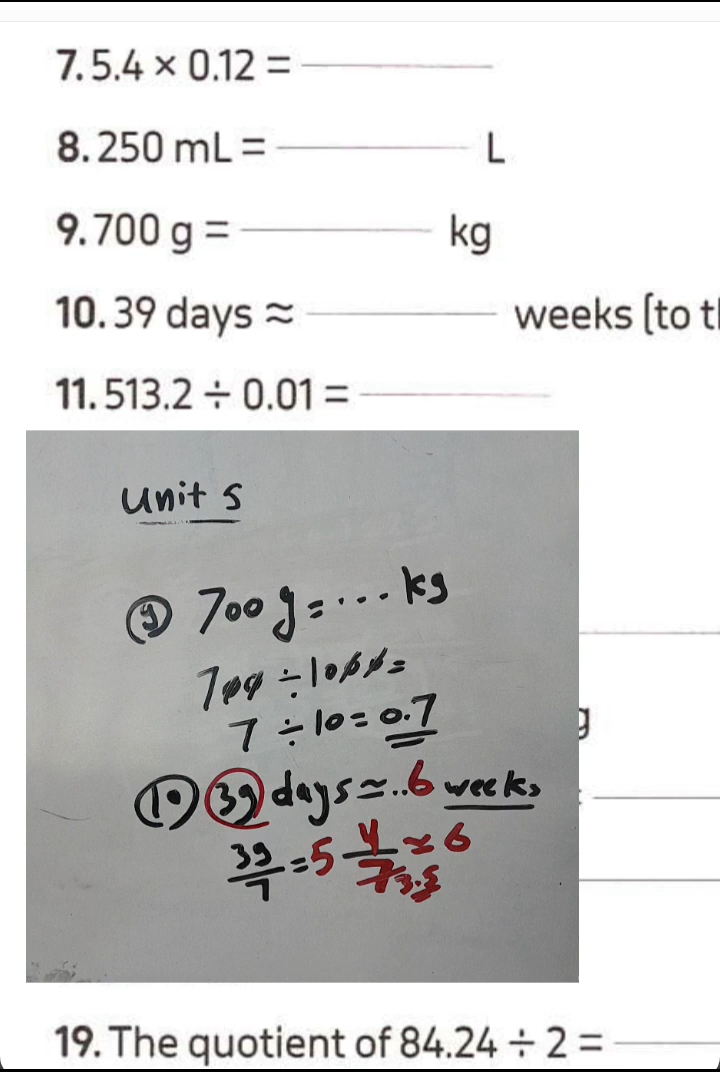 7. 5.4 × 0.12 =
8. 250 mL = L
9. 700 g = kg
10. 39 days ≈ weeks (to t
11. 513.2 ÷ 0.01 =
unit 5
9 700 g = ... kg
700 ÷ 1000 =
7 ÷ 10 = 0.7
g
10 39 days ≈ .. 6 weeks
39/7 = 5 4/7 ≈ 6
3.5
19. The quotient of 84.24 ÷ 2 =